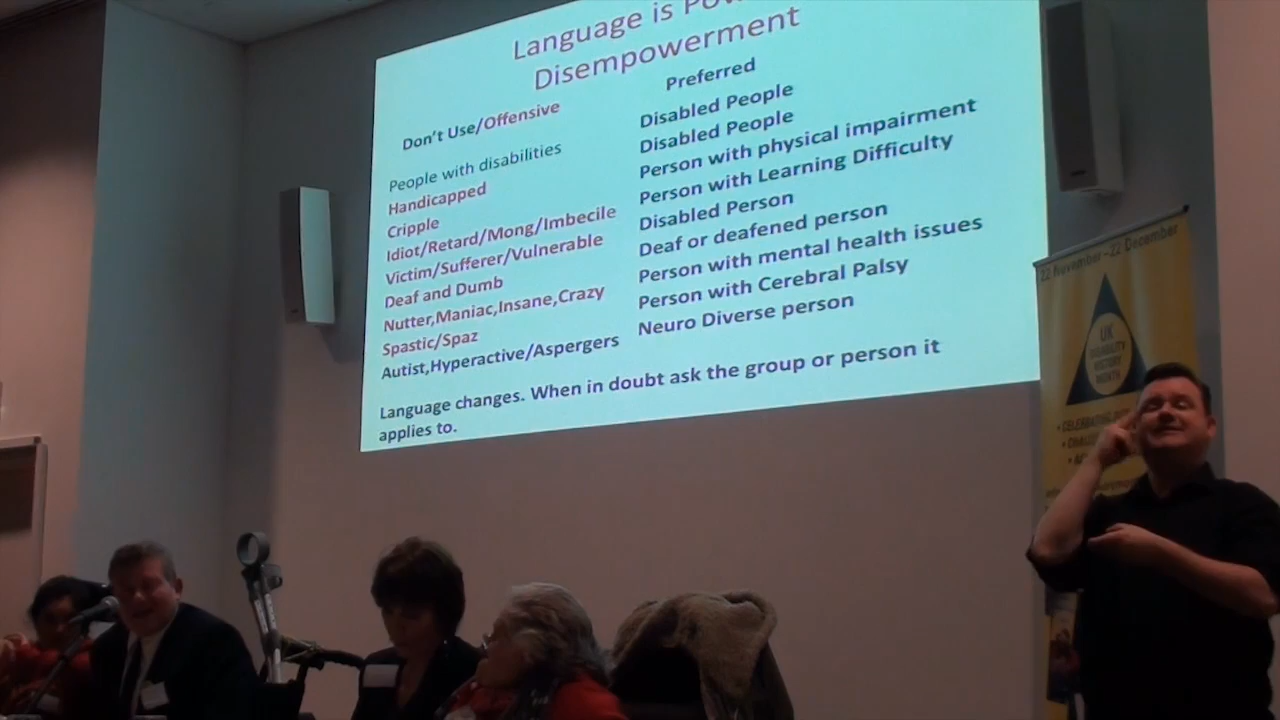 Language is
Disempowerment
Don't Use/Offensive
People with disabilities
Handicapped
Cripple
Idiot/Retard/Mong/Imbecile
Victim/Sufferer/Vulnerable
Deaf and Dumb
Nutter,Maniac,Insane,Crazy
Spastic/Spaz
Autist,Hyperactive/Aspergers
Preferred
Disabled People
Disabled People
Person with physical impairment
Person with Learning Difficulty
Disabled Person
Deaf or deafened person
Person with mental health issues
Person with Cerebral Palsy
Neuro Diverse person
Language changes. When in doubt ask the group or person it
applies to.
22 November – 22 December
UK
DISABILITY
HISTORY
MONTH